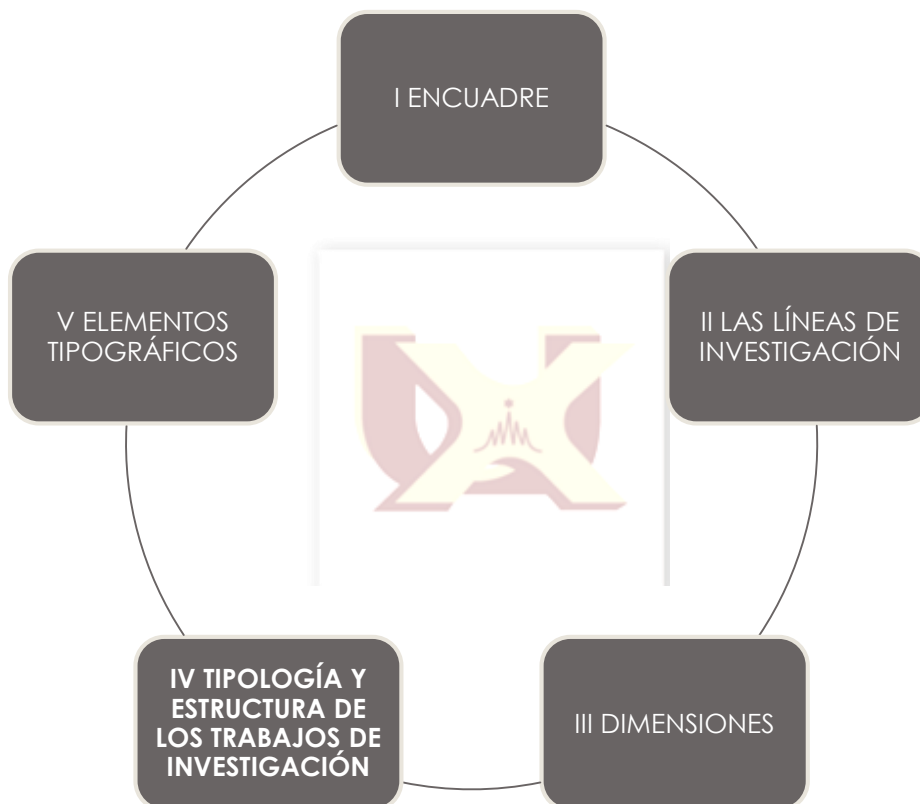 I ENCUADRE
II LAS LÍNEAS DE
INVESTIGACIÓN
III DIMENSIONES
IV TIPOLOGÍA Y
ESTRUCTURA DE
LOS TRABAJOS DE
INVESTIGACIÓN
V ELEMENTOS
TIPOGRÁFICOS